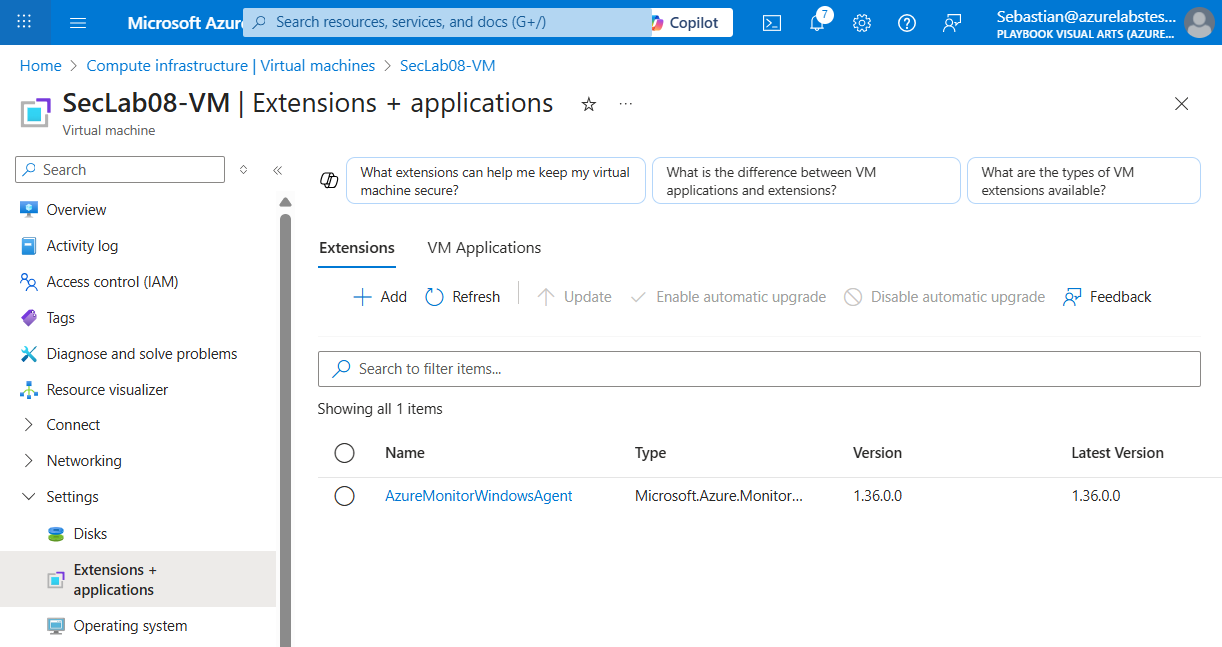 Microsoft Azur
Search resources, services, and docs (G+/)
Copilot
7
Sebastian@azurelabstes...
PLAYBOOK VISUAL ARTS (AZURE...
Home > Compute infrastructure | Virtual machines > SecLab08-VM
SecLab08-VM | Extensions + applications
Virtual machine
Search
Overview
Activity log
Access control (IAM)
Tags
Diagnose and solve problems
Resource visualizer
Connect
Networking
Settings
Disks
Extensions +
applications
Operating system
What extensions can help me keep my virtual
machine secure?
What is the difference between VM
applications and extensions?
What are the types of VM
extensions available?
Extensions VM Applications
Add Refresh Update Enable automatic upgrade Disable automatic upgrade Feedback
Search to filter items...
Showing all 1 items
Name Type Version Latest Version
AzureMonitorWindowsAgent Microsoft.Azure.Monitor... 1.36.0.0 1.36.0.0